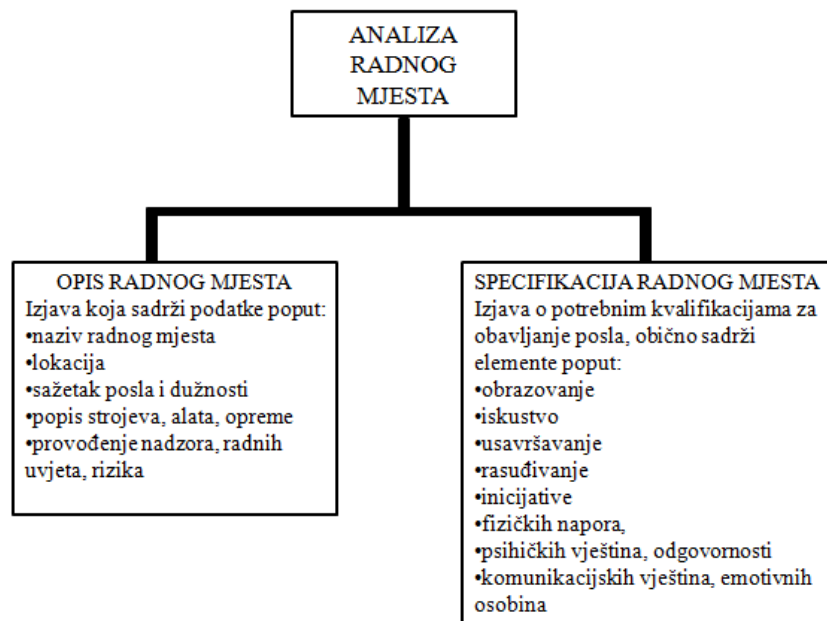 ANALIZA
RADNOG
MJESTA
OPIS RADNOG MJESTA
Izjava koja sadrži podatke poput:
•naziv radnog mjesta
•lokacija
•sažetak posla i dužnosti
•popis strojeva, alata, opreme
•provođenje nadzora, radnih
uvjeta, rizika
SPECIFIKACIJA RADNOG MJESTA
Izjava o potrebnim kvalifikacijama za
obavljanje posla, obično sadrži
elemente poput:
•obrazovanje
•iskustvo
•usavršavanje
•rasuđivanje
•inicijative
•fizičkih napora,
•psihičkih vještina, odgovornosti
•komunikacijskih vještina, emotivnih
osobina